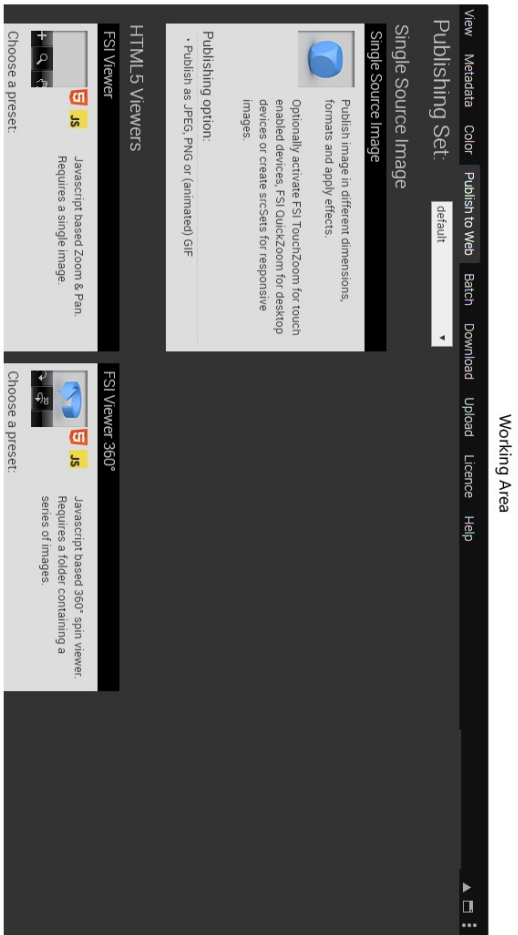 Working Area
View Metadata Color Publish to Web Batch Download Upload Licence Help
Publishing Set: default
Single Source Image
Single Source Image
Publish image in different dimensions,
formats and apply effects.
Optionally activate FSI TouchZoom for touch
enabled devices, FSI QuickZoom for desktop
devices or create srcSets for responsive
images.
Publishing option:
• Publish as JPEG, PNG or (animated) GIF
HTML5 Viewers
FSI Viewer
5 JS
Javascript based Zoom & Pan.
Requires a single image.
Choose a preset:
FSI Viewer 360°
5 JS
Javascript based 360° spin viewer.
Requires a folder containing a
series of images.
Choose a preset: